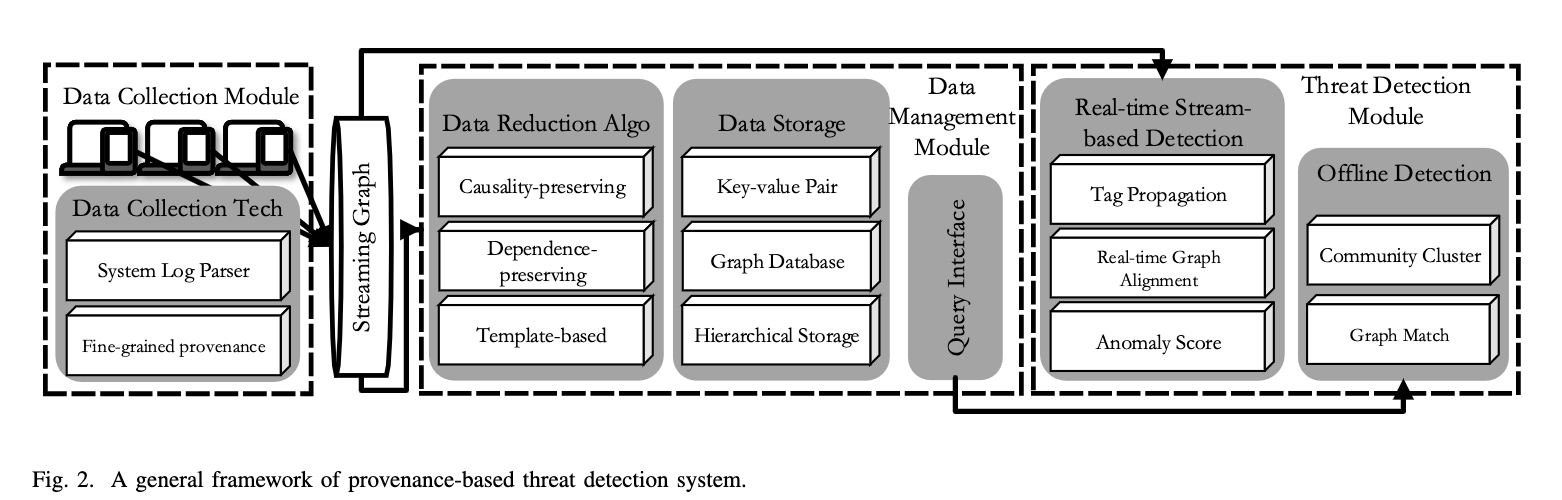 Data Collection Module
Data Collection Tech
System Log Parser
Fine-grained provenance
Streaming Graph
Data Reduction Algo
Causality-preserving
Dependence-
preserving
Template-based
Data Storage
Key-value Pair
Graph Database
Hierarchical Storage
Data
Management
Module
Query Interface
Real-time Stream-
based Detection
Tag Propagation
Real-time Graph
Alignment
Anomaly Score
Threat Detection
Module
Offline Detection
Community Cluster
Graph Match
Fig. 2. A general framework of provenance-based threat detection system.